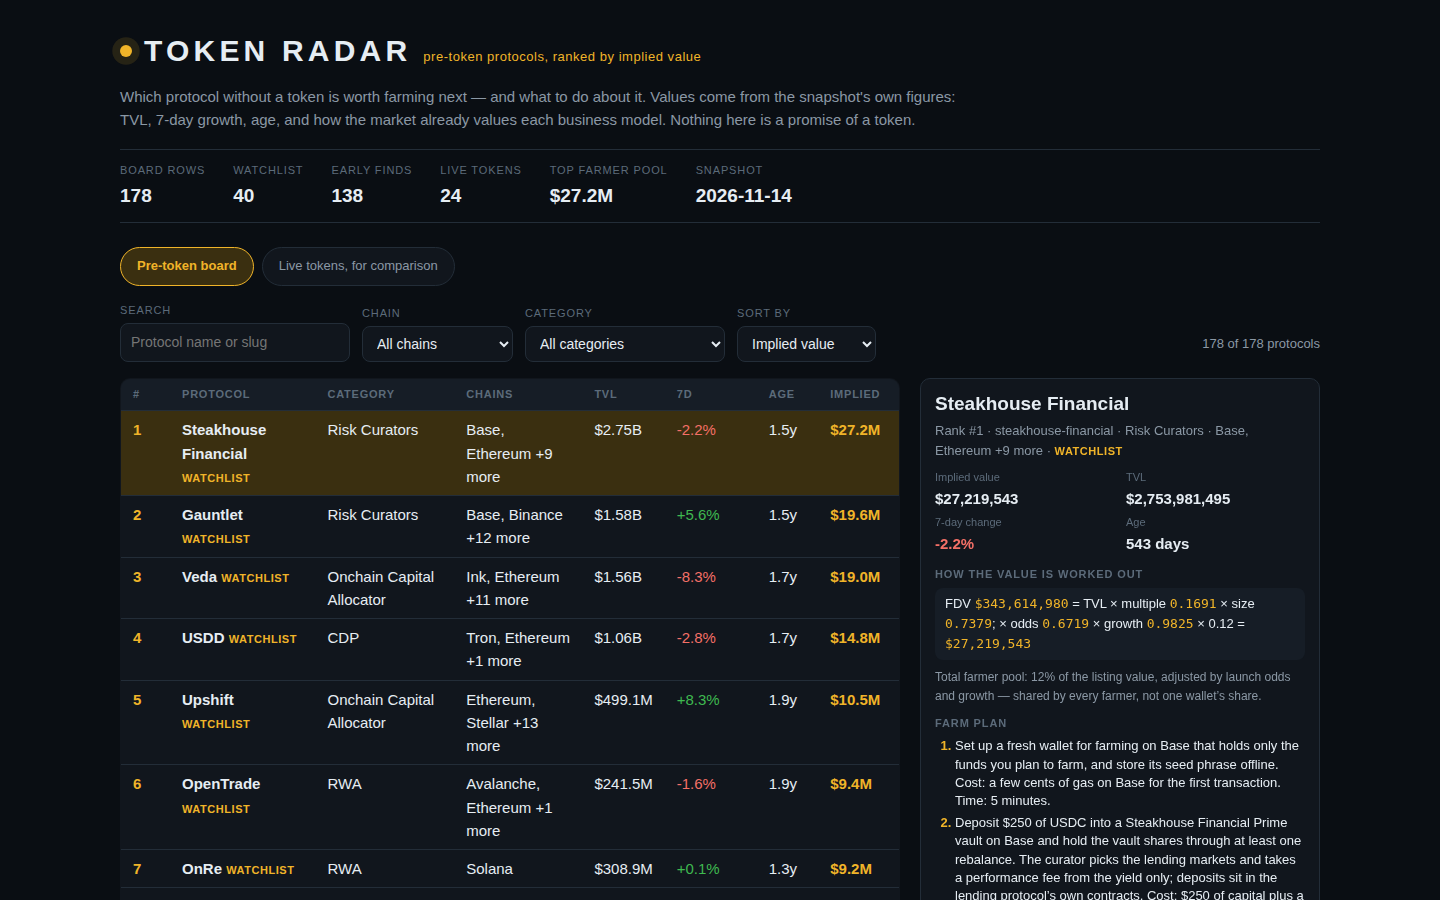 TOKEN RADAR pre-token protocols, ranked by implied value
Which protocol without a token is worth farming next — and what to do about it. Values come from the snapshot's own figures:
TVL, 7-day growth, age, and how the market already values each business model. Nothing here is a promise of a token.
BOARD ROWS WATCHLIST EARLY FINDS LIVE TOKENS TOP FARMER POOL SNAPSHOT
178 40 138 24 $27.2M 2026-11-14
Pre-token board Live tokens, for comparison
SEARCH CHAIN CATEGORY SORT BY
Protocol name or slug All chains All categories Implied value 178 of 178 protocols
# PROTOCOL CATEGORY CHAINS TVL 7D AGE IMPLIED
1 Steakhouse Risk Curators Base, $2.75B -2.2% 1.5y $27.2M
Financial Ethereum +9
WATCHLIST more
2 Gauntlet Risk Curators Base, Binance $1.58B +5.6% 1.5y $19.6M
WATCHLIST +12 more
3 Veda WATCHLIST Onchain Capital Ink, Ethereum $1.56B -8.3% 1.7y $19.0M
Allocator +11 more
4 USDD WATCHLIST CDP Tron, Ethereum $1.06B -2.8% 1.7y $14.8M
+1 more
5 Upshift Onchain Capital Ethereum, $499.1M +8.3% 1.9y $10.5M
WATCHLIST Allocator Stellar +13
more
6 OpenTrade RWA Avalanche, $241.5M -1.6% 1.9y $9.4M
WATCHLIST Ethereum +1
more
7 OnRe WATCHLIST RWA Solana $308.9M +0.1% 1.3y $9.2M
Steakhouse Financial
Rank #1 · steakhouse-financial · Risk Curators · Base,
Ethereum +9 more · WATCHLIST
Implied value TVL
$27,219,543 $2,753,981,495
7-day change Age
-2.2% 543 days
HOW THE VALUE IS WORKED OUT
FDV $343,614,980 = TVL × multiple 0.1691 × size
0.7379; × odds 0.6719 × growth 0.9825 × 0.12 =
$27,219,543
Total farmer pool: 12% of the listing value, adjusted by launch odds
and growth — shared by every farmer, not one wallet's share.
FARM PLAN
1. Set up a fresh wallet for farming on Base that holds only the
funds you plan to farm, and store its seed phrase offline.
Cost: a few cents of gas on Base for the first transaction.
Time: 5 minutes.
2. Deposit $250 of USDC into a Steakhouse Financial Prime
vault on Base and hold the vault shares through at least one
rebalance. The curator picks the lending markets and takes
a performance fee from the yield only; deposits sit in the
lending protocol's own contracts. Cost: $250 of capital plus a